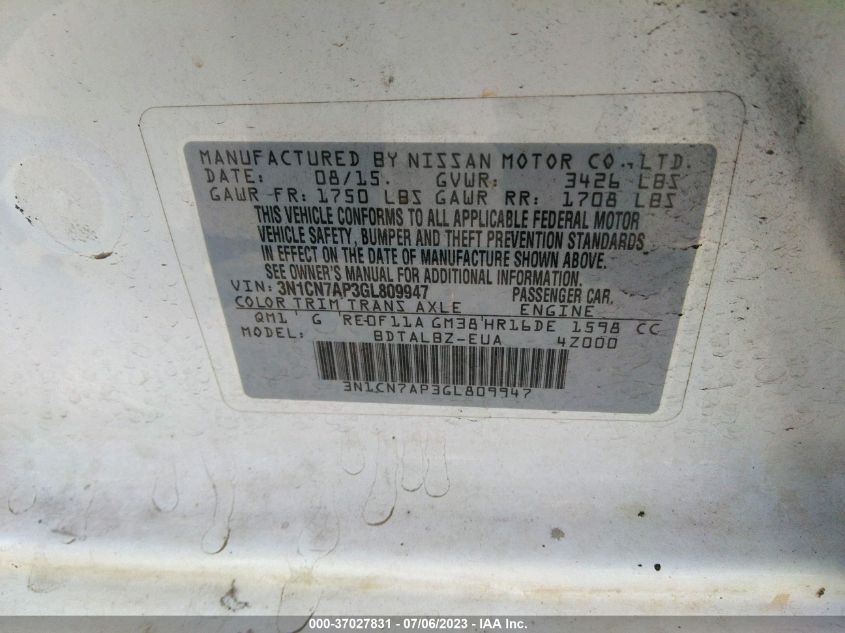 MANUFACTURED BY NISSAN MOTOR CO., LTD.
DATE: 08/15. GVWR: 3426 LBS
GAWR FR: 1750 LBS GAWR RR: 1708 LBS
THIS VEHICLE CONFORMS TO ALL APPLICABLE FEDERAL MOTOR
VEHICLE SAFETY, BUMPER AND THEFT PREVENTION STANDARDS
IN EFFECT ON THE DATE OF MANUFACTURE SHOWN ABOVE.
SEE OWNER'S MANUAL FOR ADDITIONAL INFORMATION.
VIN: 3N1CN7AP3GL809947 PASSENGER CAR.
COLOR TRIM TRANS AXLE ENGINE
QM1 G RE0F11A GM38 HR16DE 1598 CC
MODEL: BDTALBZ-EUA 4Z000
3N1CN7AP3GL809947
000-37027831 - 07/06/2023 - IAA Inc.